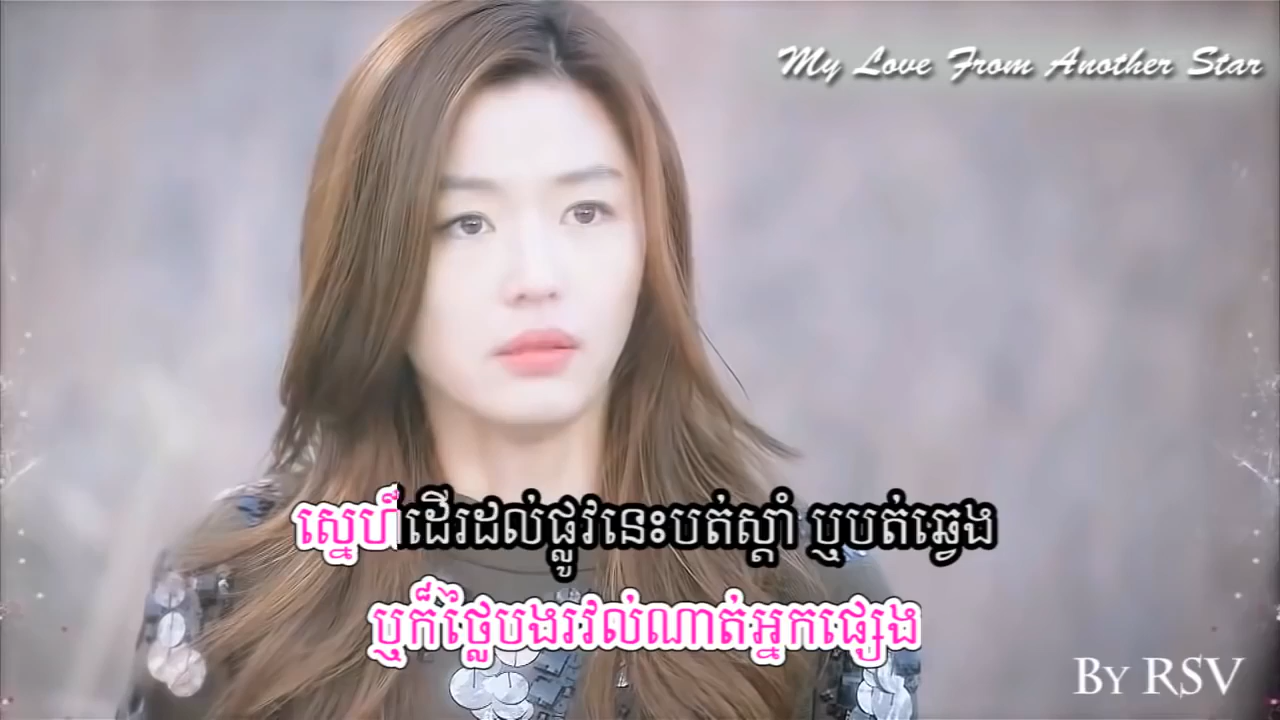 My Love From Another Star
ស្នេហ៍ដើរដល់ផ្លូវនេះបត់ស្តាំ ឬបត់ឆ្វេង
ឬក៏ថ្លៃបងរវល់ណាត់អ្នកផ្សេង
By RSV